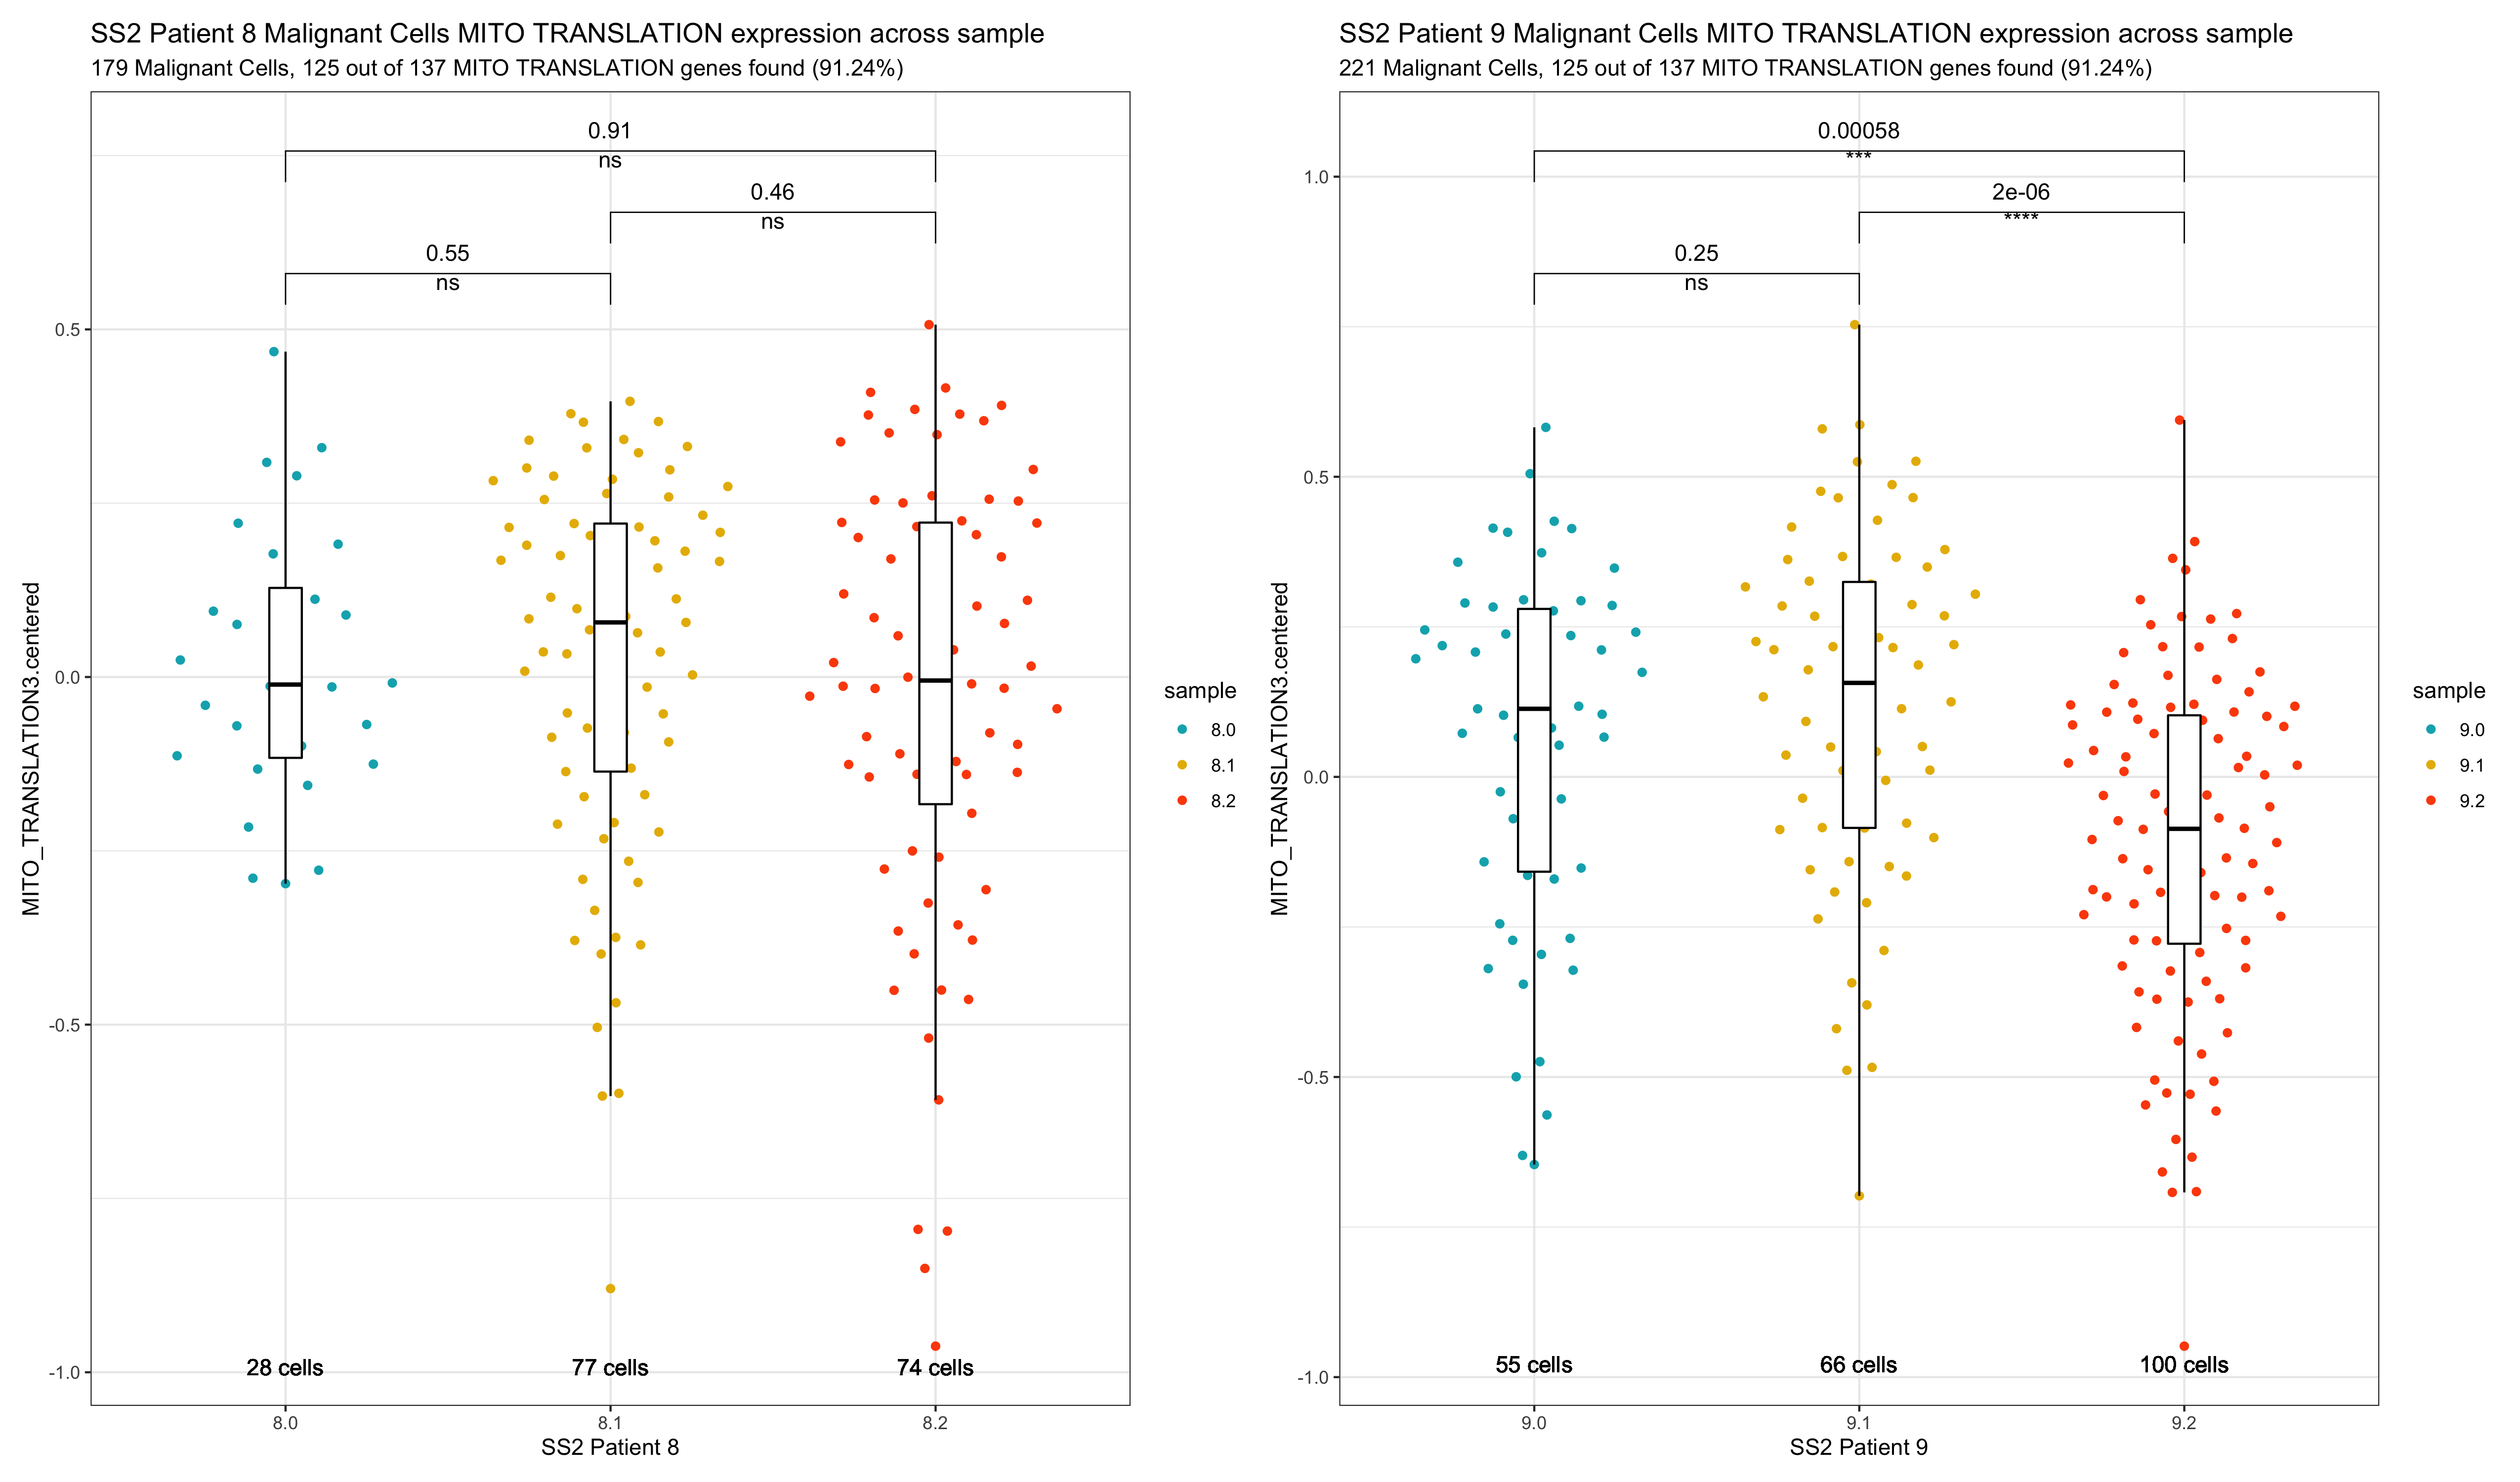 SS2 Patient 8 Malignant Cells MITO TRANSLATION expression across sample
179 Malignant Cells, 125 out of 137 MITO TRANSLATION genes found (91.24%)
0.91
ns
0.46
ns
0.55
ns
MITO_TRANSLATION3.centered
0.5
0.0
-0.5
-1.0
28 cells
77 cells
74 cells
8.0
8.1
8.2
SS2 Patient 8
sample
8.0
8.1
8.2
SS2 Patient 9 Malignant Cells MITO TRANSLATION expression across sample
221 Malignant Cells, 125 out of 137 MITO TRANSLATION genes found (91.24%)
0.00058
***
2e-06
****
0.25
ns
MITO_TRANSLATION3.centered
1.0
0.5
0.0
-0.5
-1.0
55 cells
66 cells
100 cells
9.0
9.1
9.2
SS2 Patient 9
sample
9.0
9.1
9.2